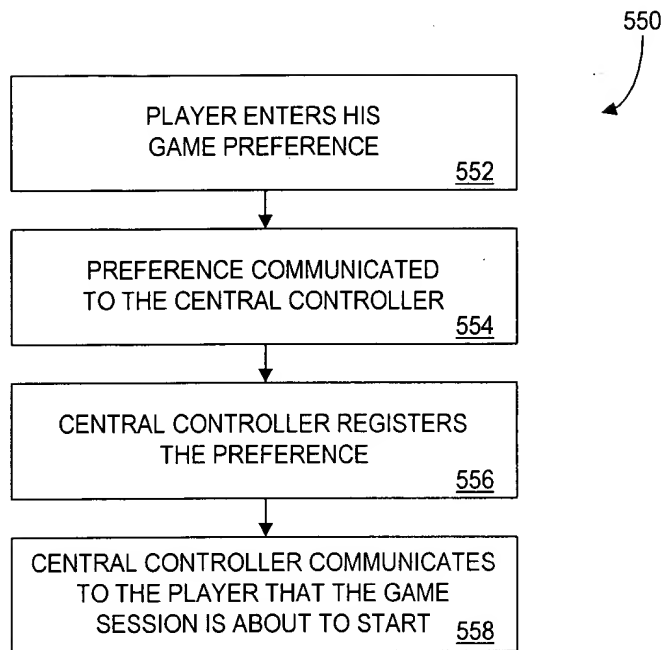 550
PLAYER ENTERS HIS
GAME PREFERENCE
552
PREFERENCE COMMUNICATED
TO THE CENTRAL CONTROLLER
554
CENTRAL CONTROLLER REGISTERS
THE PREFERENCE
556
CENTRAL CONTROLLER COMMUNICATES
TO THE PLAYER THAT THE GAME
SESSION IS ABOUT TO START 558